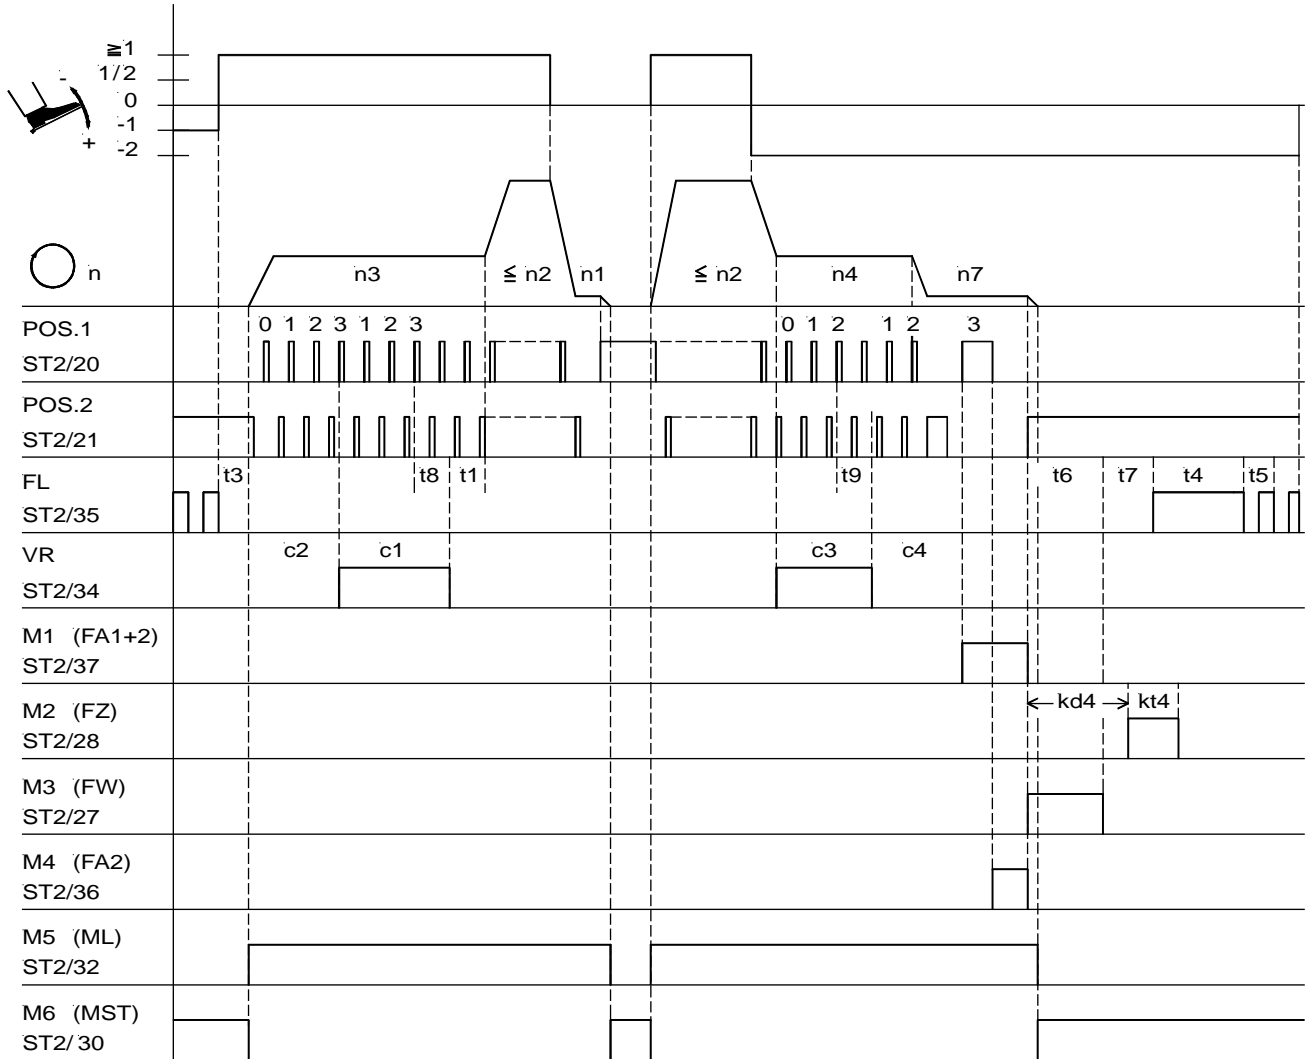 ≧1
- 1/2
0
-1
+ -2
n
n3 ≦ n2 n1 ≦ n2 n4 n7
POS.1 0 1 2 3 1 2 3 0 1 2 1 2 3
ST2/20
POS.2
ST2/21
FL t3 t8 t1 t9 t6 t7 t4 t5
ST2/35
VR c2 c1 c3 c4
ST2/34
M1 (FA1+2)
ST2/37
M2 (FZ) kd4 kt4
ST2/28
M3 (FW)
ST2/27
M4 (FA2)
ST2/36
M5 (ML)
ST2/32
M6 (MST)
ST2/ 30